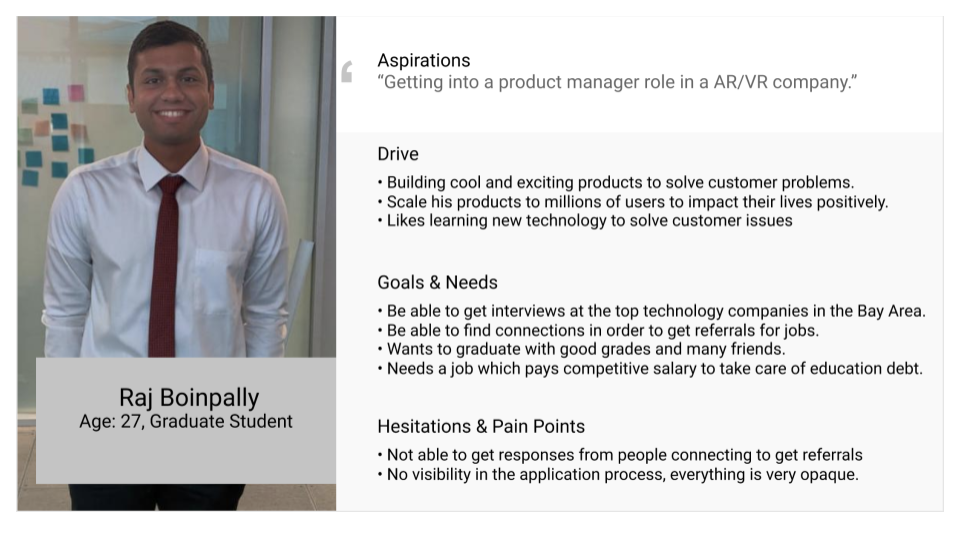 Aspirations
“Getting into a product manager role in a AR/VR company.”
Drive
• Building cool and exciting products to solve customer problems.
• Scale his products to millions of users to impact their lives positively.
• Likes learning new technology to solve customer issues
Goals & Needs
• Be able to get interviews at the top technology companies in the Bay Area.
• Be able to find connections in order to get referrals for jobs.
• Wants to graduate with good grades and many friends.
• Needs a job which pays competitive salary to take care of education debt.
Raj Boinpally
Age: 27, Graduate Student
Hesitations & Pain Points
• Not able to get responses from people connecting to get referrals
• No visibility in the application process, everything is very opaque.